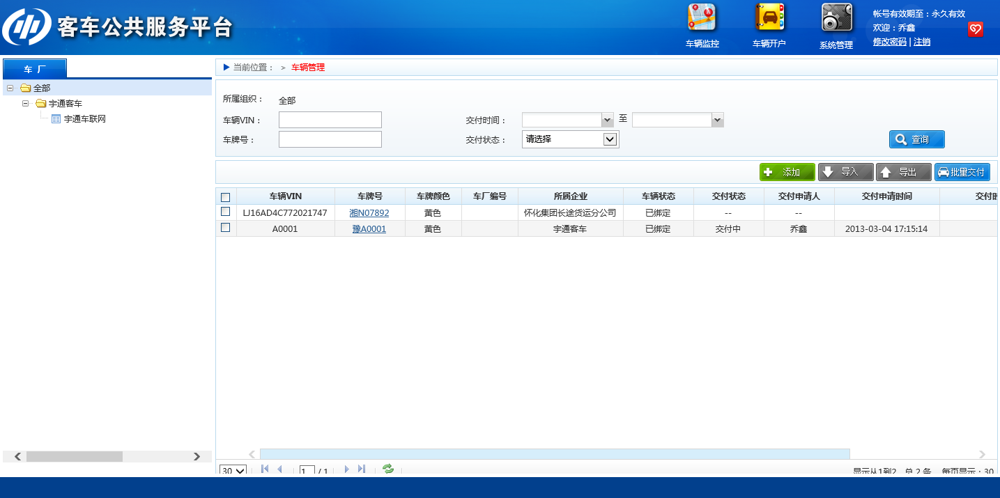 客车公共服务平台
车辆监控 车辆开户 系统管理
帐号有效期至：永久有效
欢迎：乔鑫
修改密码 | 注销
车 厂
全部
宇通客车
宇通车联网
当前位置： > 车辆管理
所属组织： 全部
车辆VIN： 交付时间： 至
车牌号： 交付状态： 请选择 查询
添加 导入 导出 批量交付
车辆VIN 车牌号 车牌颜色 车厂编号 所属企业 车辆状态 交付状态 交付申请人 交付申请时间 交付时
LJ16AD4C772021747 湘N07892 黄色 怀化集团长途货运分公司 已绑定 -- --
A0001 豫A0001 黄色 宇通客车 已绑定 交付中 乔鑫 2013-03-04 17:15:14
30 1 / 1 显示从1到2，总 2 条 。每页显示：30